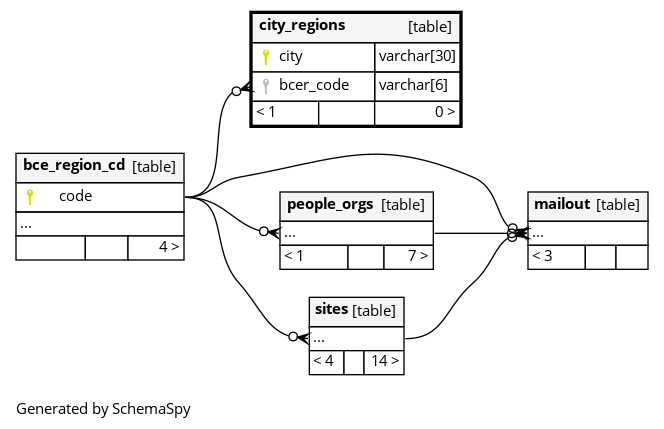 city_regions [table]
city varchar[30]
bcer_code varchar[6]
< 1 0 >
bce_region_cd [table]
code
...
4 >
people_orgs [table]
...
< 1 7 >
mailout [table]
...
< 3
sites [table]
...
< 4 14 >
Generated by SchemaSpy